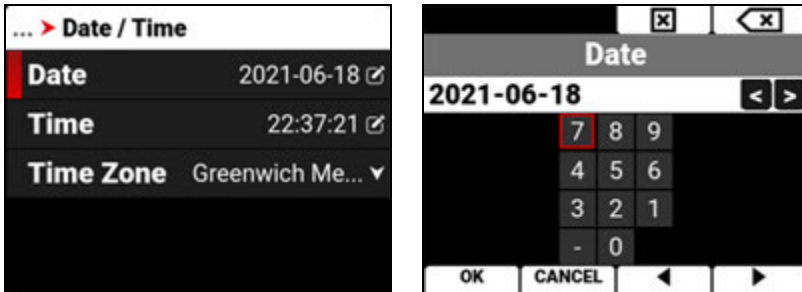 ... > Date / Time
Date 2021-06-18
Time 22:37:21
Time Zone Greenwich Me...
Date
2021-06-18 < >
7 8 9
4 5 6
3 2 1
- 0
OK CANCEL